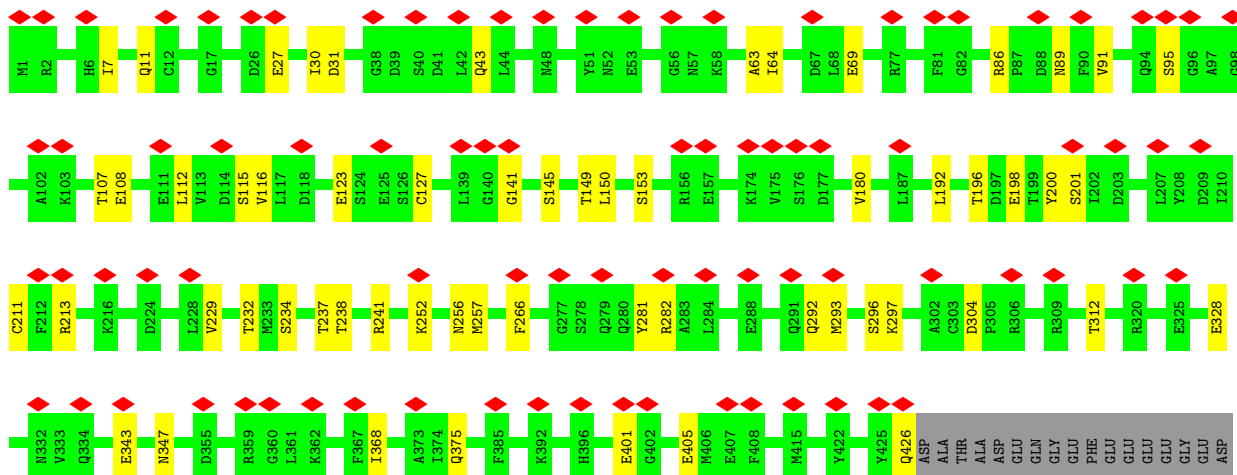 M1 R2 H6 I7 Q11 C12 G17 D26 E27 I30 D31 G38 D39 S40 D41 L42 Q43 L44 N48 Y51 N52 E53 G56 N57 K58 A63 I64 D67 L68 E69 R77 F81 G82 R86 P87 D88 N89 F90 V91 Q94 S95 G96 A97 G98
A102 K103 T107 E108 E111 L112 V113 D114 S115 V116 L117 D118 E123 S124 E125 S126 C127 L139 G140 G141 S145 T149 L150 S153 R156 E157 K174 V175 S176 D177 V180 L187 L192 T196 D197 E198 T199 Y200 S201 I202 D203 L207 Y208 D209 I210
C211 F212 R213 K216 D224 L228 V229 T232 M233 S234 T237 T238 R241 K252 N256 M257 F266 G277 S278 Q279 Q280 Y281 R282 A283 L284 E288 Q291 Q292 M293 S296 K297 A302 C303 D304 P305 R306 R309 T312 R320 E325 E328
N332 V333 Q334 E343 N347 D355 R359 G360 L361 K362 F367 I368 A373 I374 Q375 F385 K392 H396 E401 G402 E405 M406 E407 F408 M415 Y422 Y425 Q426 ASP ALA THR ALA ASP GLU GLN GLY GLU PHE GLU GLU GLU GLU GLY GLU ASP